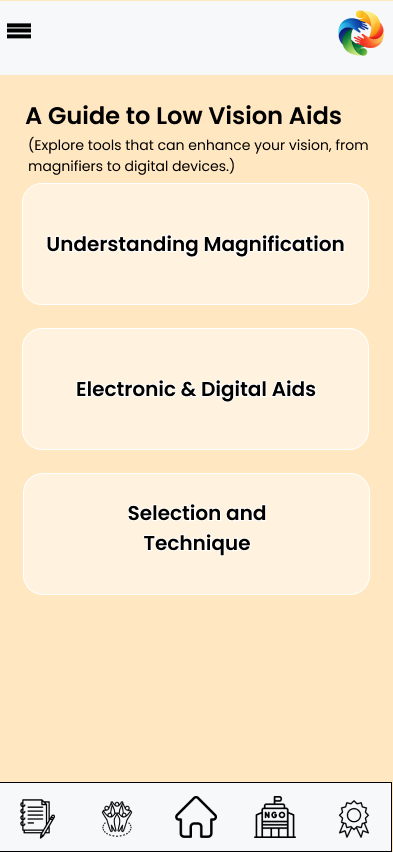 A Guide to Low Vision Aids
(Explore tools that can enhance your vision, from
magnifiers to digital devices.)
Understanding Magnification
Electronic & Digital Aids
Selection and
Technique
NGO